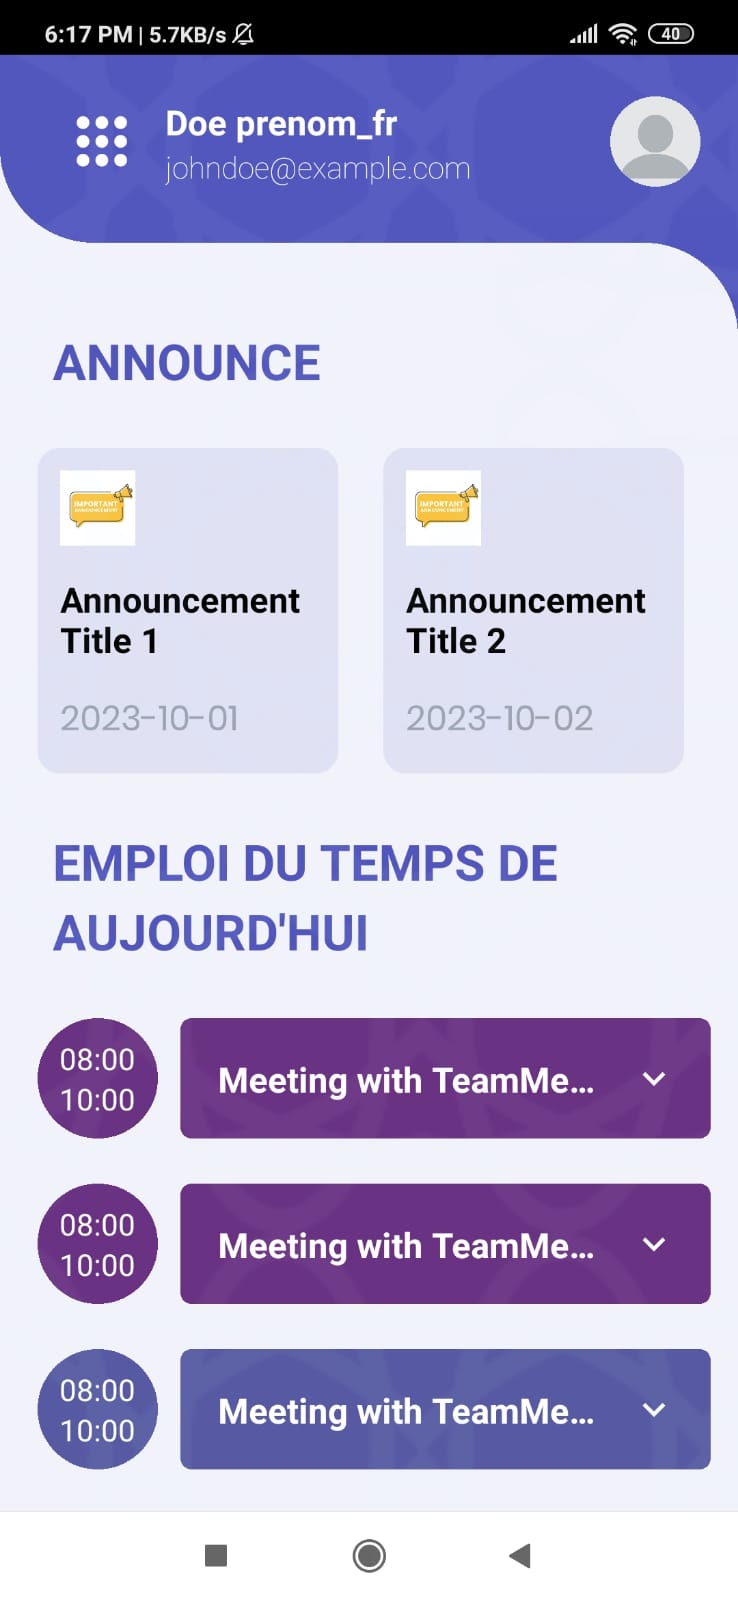 6:17 PM | 5.7KB/s
40
Doe prenom_fr
johndoe@example.com
ANNOUNCE
IMPORTANT
ANNOUNCEMENT
IMPORTANT
ANNOUNCEMENT
Announcement
Title 1
Announcement
Title 2
2023-10-01
2023-10-02
EMPLOI DU TEMPS DE
AUJOURD'HUI
08:00
10:00
Meeting with TeamMe...
08:00
10:00
Meeting with TeamMe...
08:00
10:00
Meeting with TeamMe...